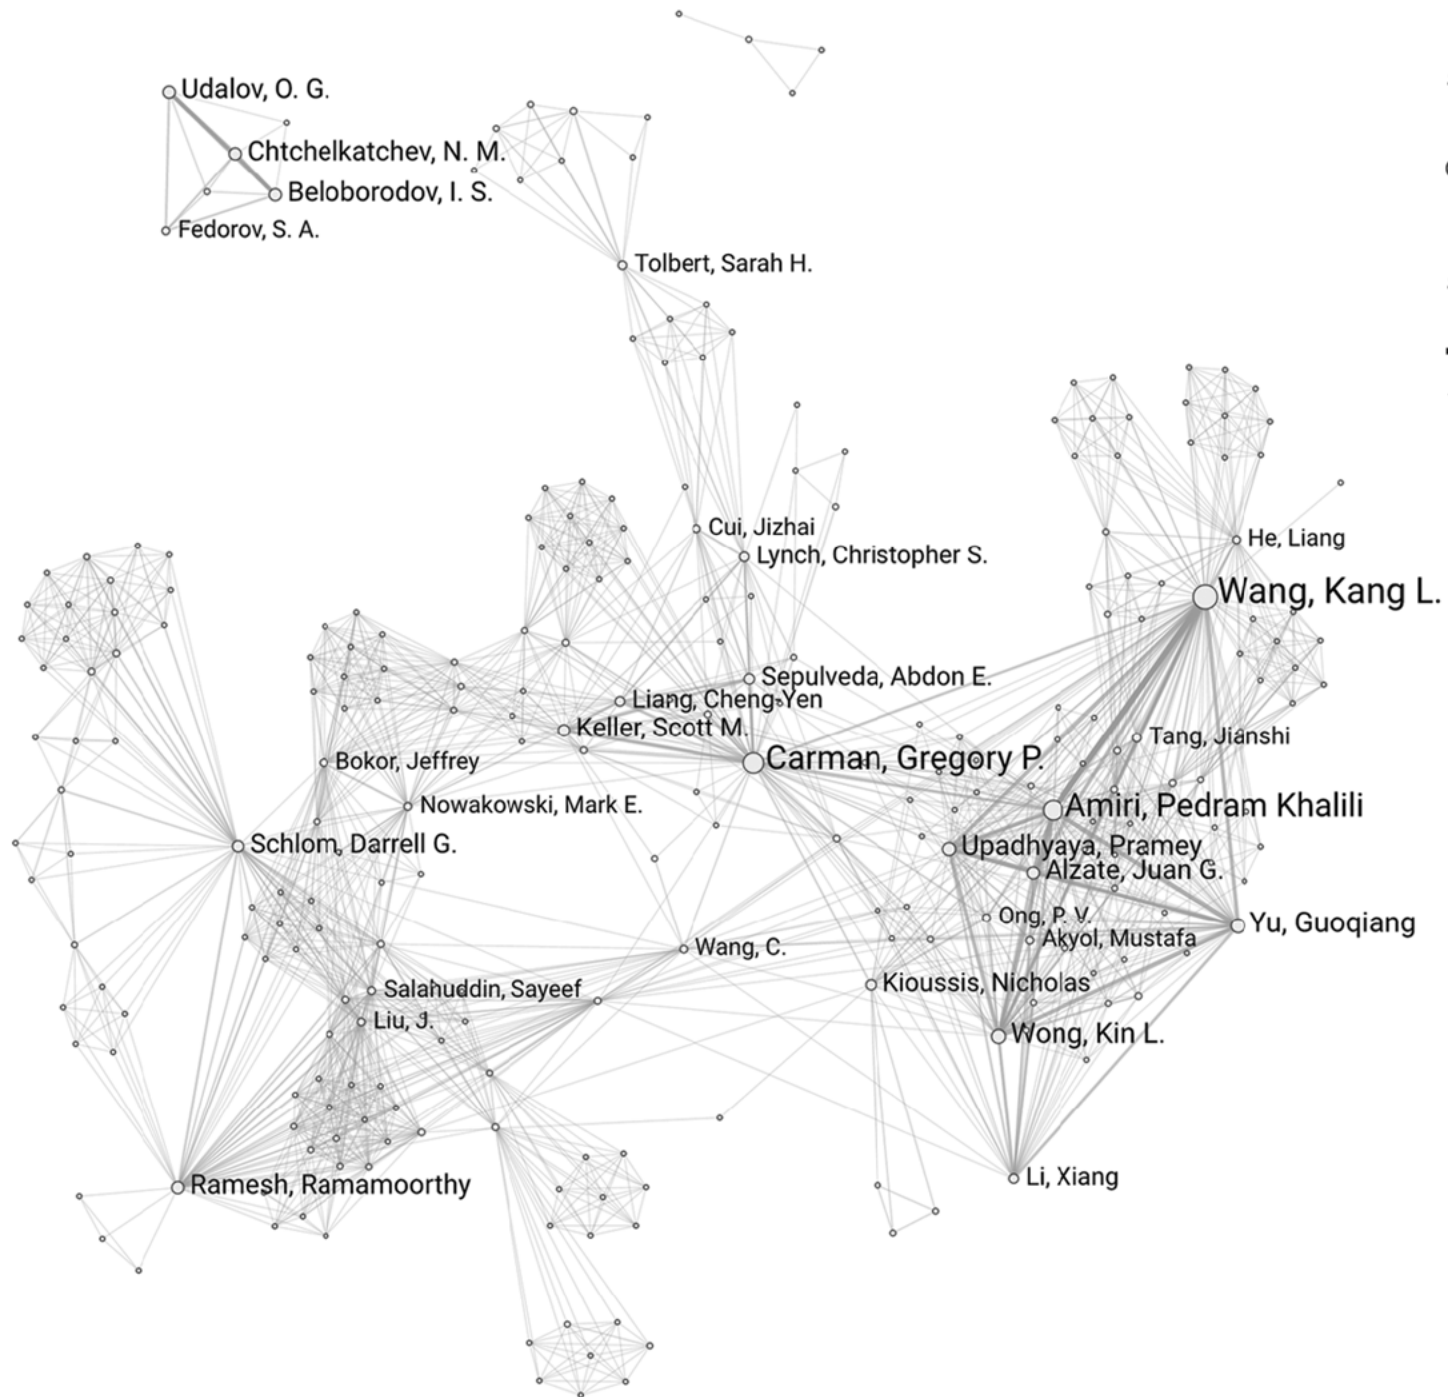 Udalov, O. G.
Chtchelkatchev, N. M.
Beloborodov, I. S.
Fedorov, S. A.
Tolbert, Sarah H.
Cui, Jizhai
Lynch, Christopher S.
He, Liang
Wang, Kang L.
Sepulveda, Abdon E.
Liang, Cheng-Yen
Keller, Scott M.
Tang, Jianshi
Carman, Gregory P.
Bokor, Jeffrey
Nowakowski, Mark E.
Amiri, Pedram Khalili
Schlom, Darrell G.
Upadhyaya, Pramey
Alzate, Juan G.
Ong, P. V.
Yu, Guoqiang
Akyol, Mustafa
Wang, C.
Kioussis, Nicholas
Salahuddin, Sayeef
Liu, J.
Wong, Kin L.
Li, Xiang
Ramesh, Ramamoorthy